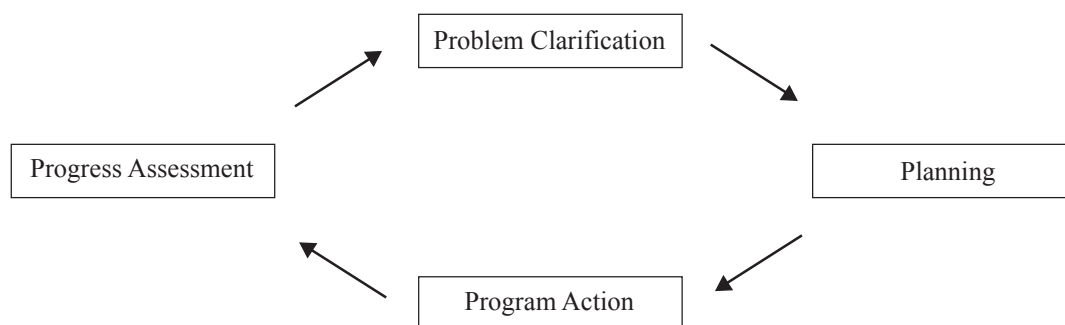 Problem Clarification
Progress Assessment
Planning
Program Action